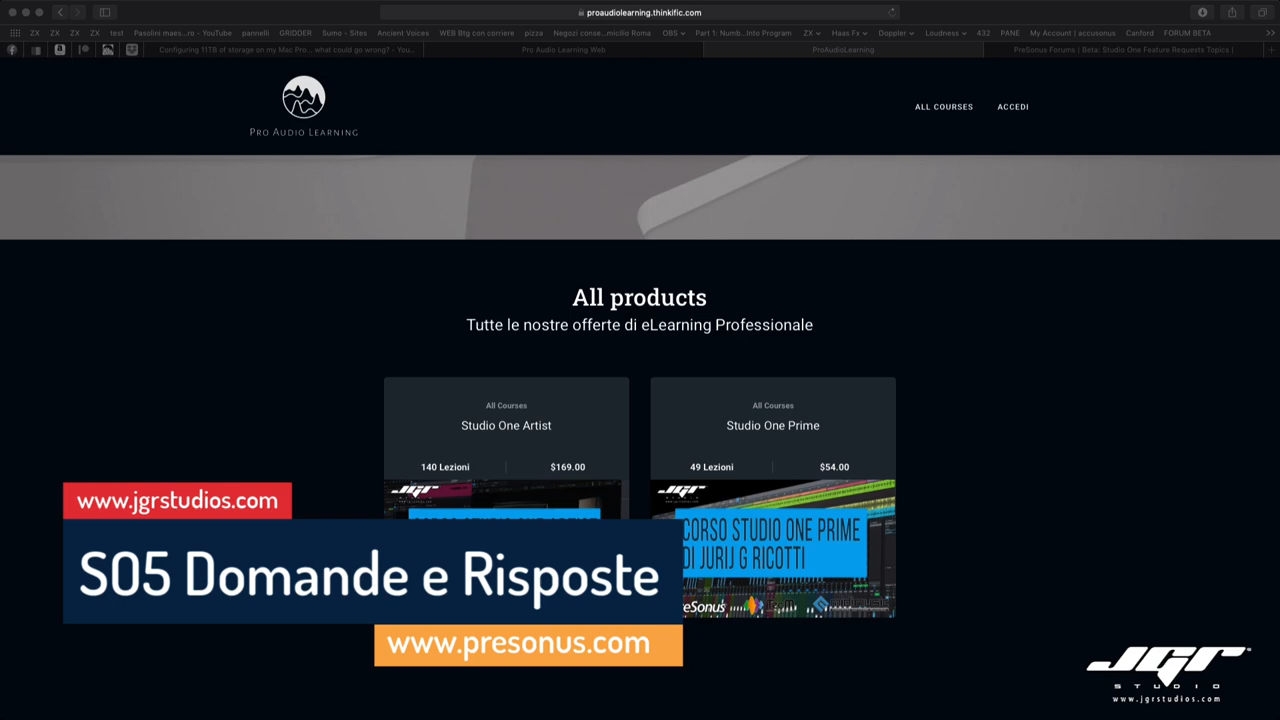 proaudiolearning.thinkific.com
ZX ZX ZX ZX test Pasolini maes...ro - YouTube pannelli GRIDDER Sumo - Sites Ancient Voices WEB Btg con corriere pizza Negozi conse...micilio Roma OBS Part 1: Numb...Into Program ZX Haas Fx Doppler Loudness 432 PANE My Account | accusonus Canford FORUM BETA
Configuring 11TB of storage on my Mac Pro... what could go wrong? - You... Pro Audio Learning Web ProAudioLearning PreSonus Forums | Beta: Studio One Feature Requests Topics |
PRO AUDIO LEARNING
ALL COURSES ACCEDI
All products
Tutte le nostre offerte di eLearning Professionale
All Courses
Studio One Artist
140 Lezioni $169.00
All Courses
Studio One Prime
49 Lezioni $54.00
JGR
JGR
CORSO STUDIO ONE PRIME
DI JURIJ G RICOTTI
eSonus
www.jgrstudios.com
S05 Domande e Risposte
www.presonus.com
JGR
STUDIO
www.jgrstudios.com